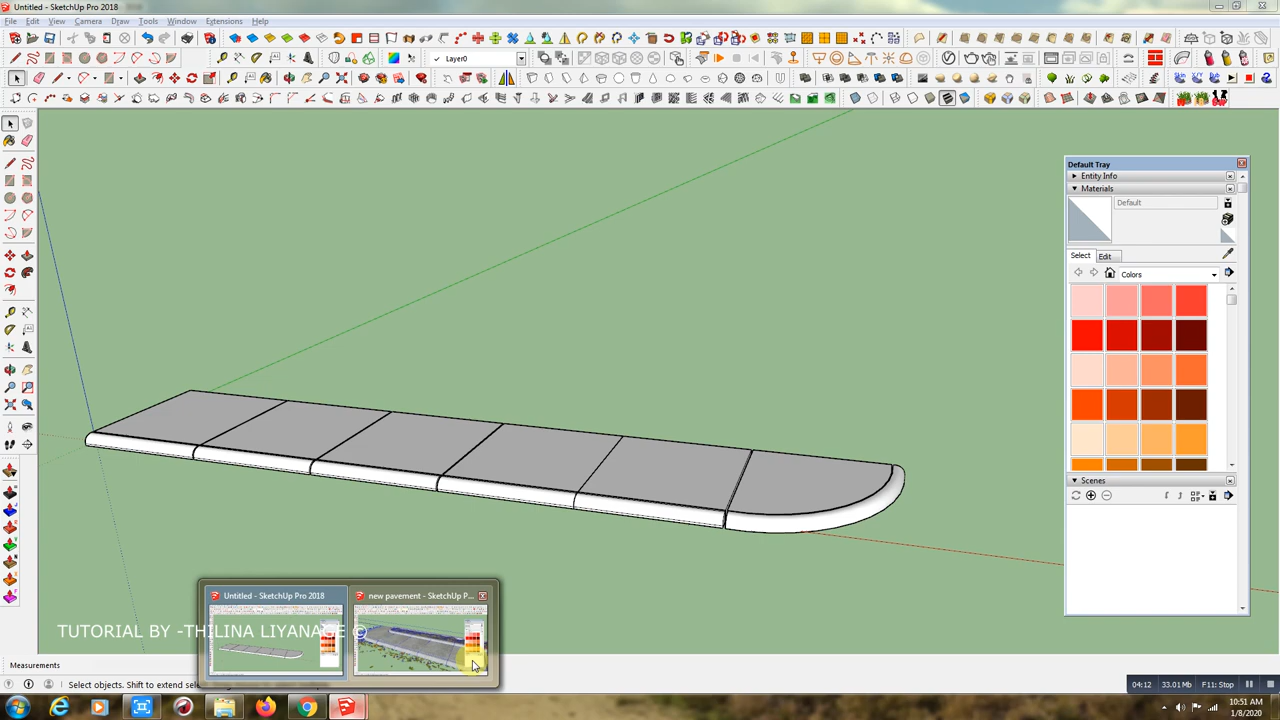 Untitled - SketchUp Pro 2018
File Edit View Camera Draw Tools Window Extensions Help
Layer0
Default Tray
Entity Info
Materials
Default
Select Edit
Colors
Scenes
Untitled - SketchUp Pro 2018
new pavement - SketchUp P...
TUTORIAL BY -THILINA LIYANAGE ©
Measurements
Select objects. Shift to extend
04:12 33.01 Mb F11: Stop
10:51 AM
1/8/2020